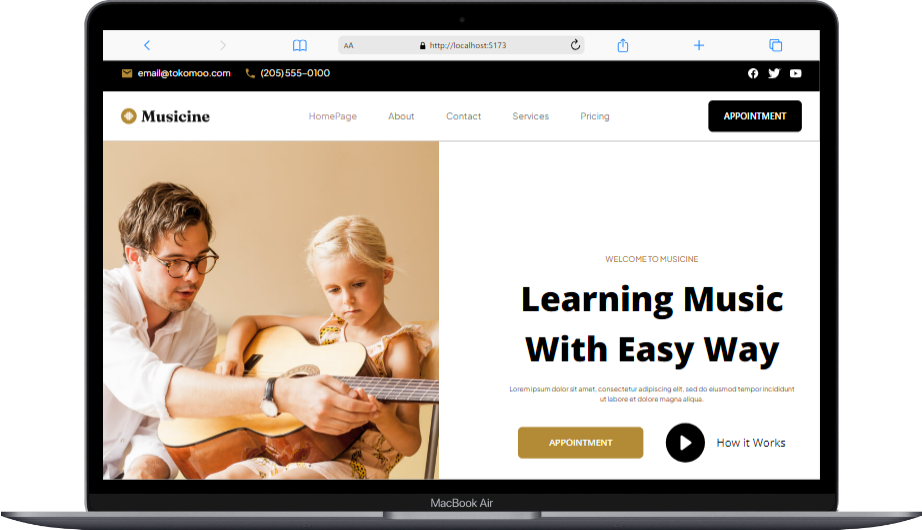 AA http://localhost:5173
email@tokomoo.com (205) 555-0100
Musicine HomePage About Contact Services Pricing APPOINTMENT
WELCOME TO MUSICINE
Learning Music
With Easy Way
Lorem ipsum dolor sit amet, consectetur adipiscing elit, sed do eiusmod tempor incididunt
ut labore et dolore magna aliqua.
APPOINTMENT How it Works
MacBook Air